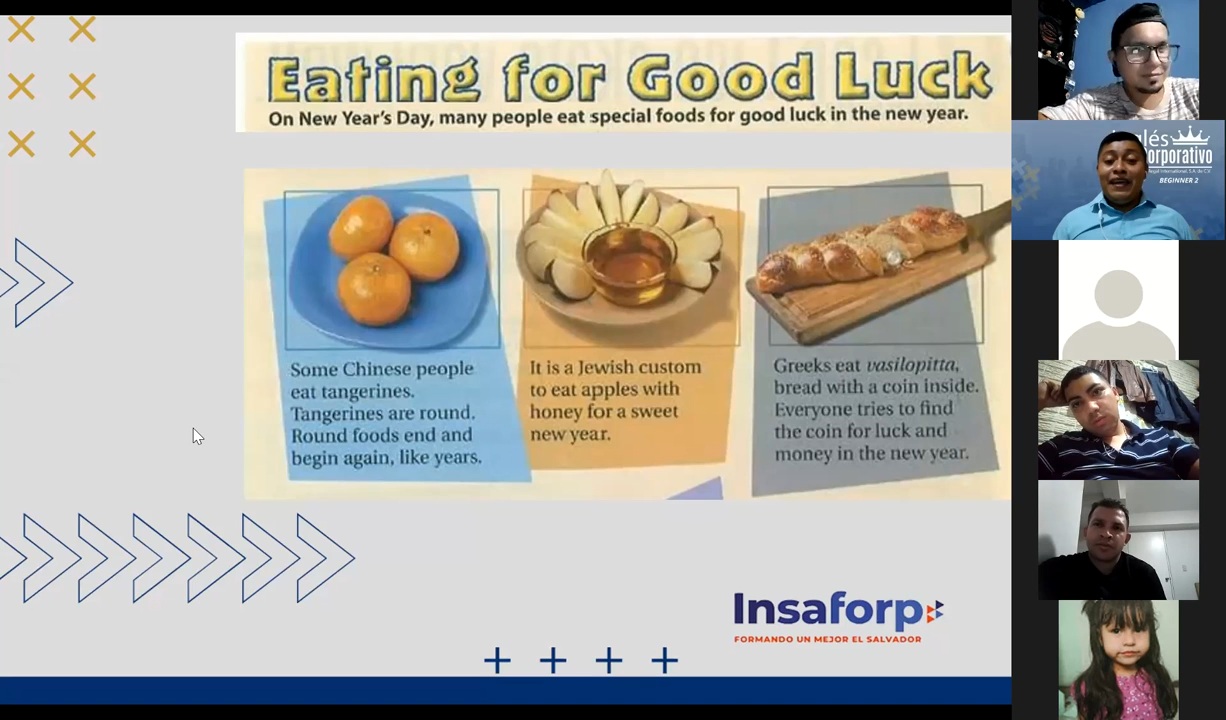 Eating for Good Luck
On New Year's Day, many people eat special foods for good luck in the new year.
Some Chinese people
eat tangerines.
Tangerines are round.
Round foods end and
begin again, like years.
It is a Jewish custom
to eat apples with
honey for a sweet
new year.
Greeks eat vasilopitta,
bread with a coin inside.
Everyone tries to find
the coin for luck and
money in the new year.
Insaforp
FORMANDO UN MEJOR EL SALVADOR
BEGINNER 2